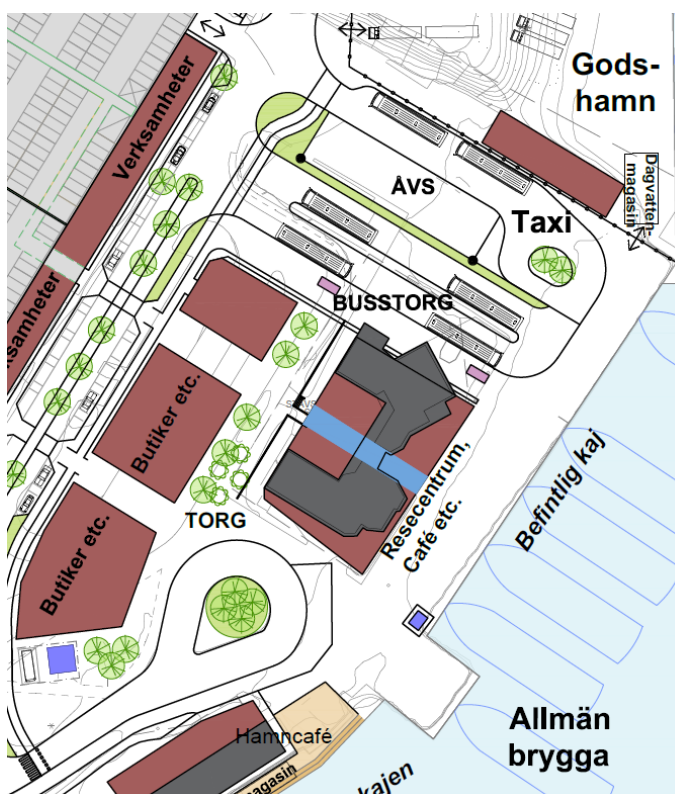 Gods-
hamn
Verksamheter
Dagvatten-
magasin
ÅVS
Taxi
BUSSTORG
ksamheter
Butiker etc.
Resecentrum,
Café etc.
Befintlig kaj
TORG
Butiker etc.
Allmän
brygga
Hamncafé
magasin
kajen